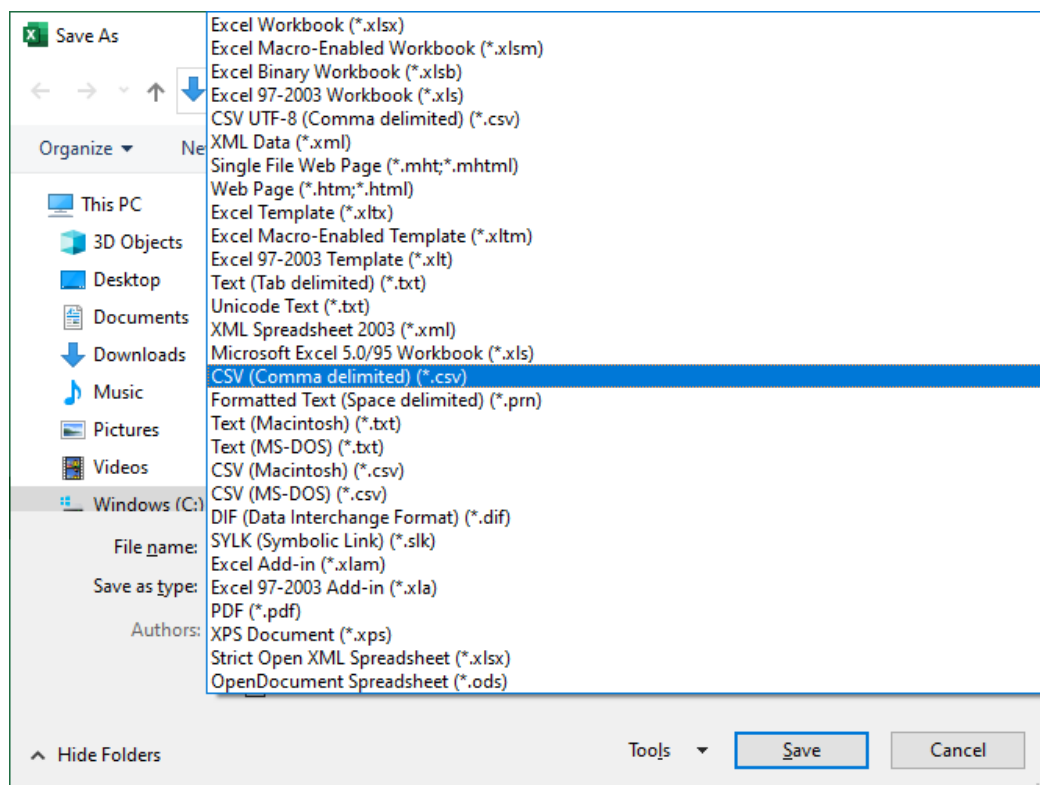 Save As
Organize
Ne
This PC
3D Objects
Desktop
Documents
Downloads
Music
Pictures
Videos
Windows (C:)
Excel Workbook (*.xlsx)
Excel Macro-Enabled Workbook (*.xlsm)
Excel Binary Workbook (*.xlsb)
Excel 97-2003 Workbook (*.xls)
CSV UTF-8 (Comma delimited) (*.csv)
XML Data (*.xml)
Single File Web Page (*.mht;*.mhtml)
Web Page (*.htm;*.html)
Excel Template (*.xltx)
Excel Macro-Enabled Template (*.xltm)
Excel 97-2003 Template (*.xlt)
Text (Tab delimited) (*.txt)
Unicode Text (*.txt)
XML Spreadsheet 2003 (*.xml)
Microsoft Excel 5.0/95 Workbook (*.xls)
CSV (Comma delimited) (*.csv)
Formatted Text (Space delimited) (*.prn)
Text (Macintosh) (*.txt)
Text (MS-DOS) (*.txt)
CSV (Macintosh) (*.csv)
CSV (MS-DOS) (*.csv)
DIF (Data Interchange Format) (*.dif)
SYLK (Symbolic Link) (*.slk)
Excel Add-in (*.xlam)
Excel 97-2003 Add-in (*.xla)
PDF (*.pdf)
XPS Document (*.xps)
Strict Open XML Spreadsheet (*.xlsx)
OpenDocument Spreadsheet (*.ods)
File name:
Save as type:
Authors:
Hide Folders
Tools
Save
Cancel